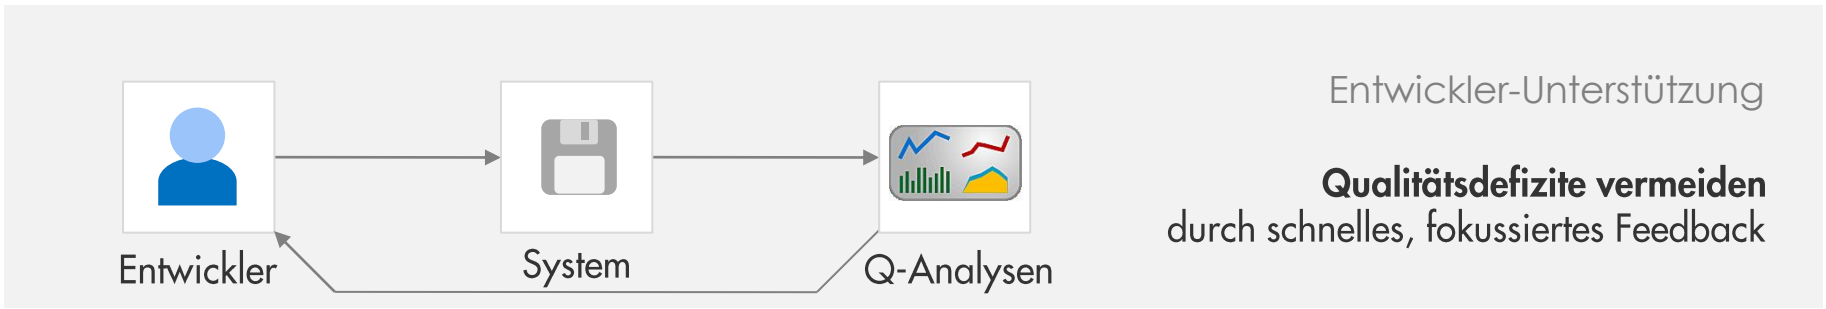 Entwickler
System
Q-Analysen
Entwickler-Unterstützung
Qualitätsdefizite vermeiden
durch schnelles, fokussiertes Feedback